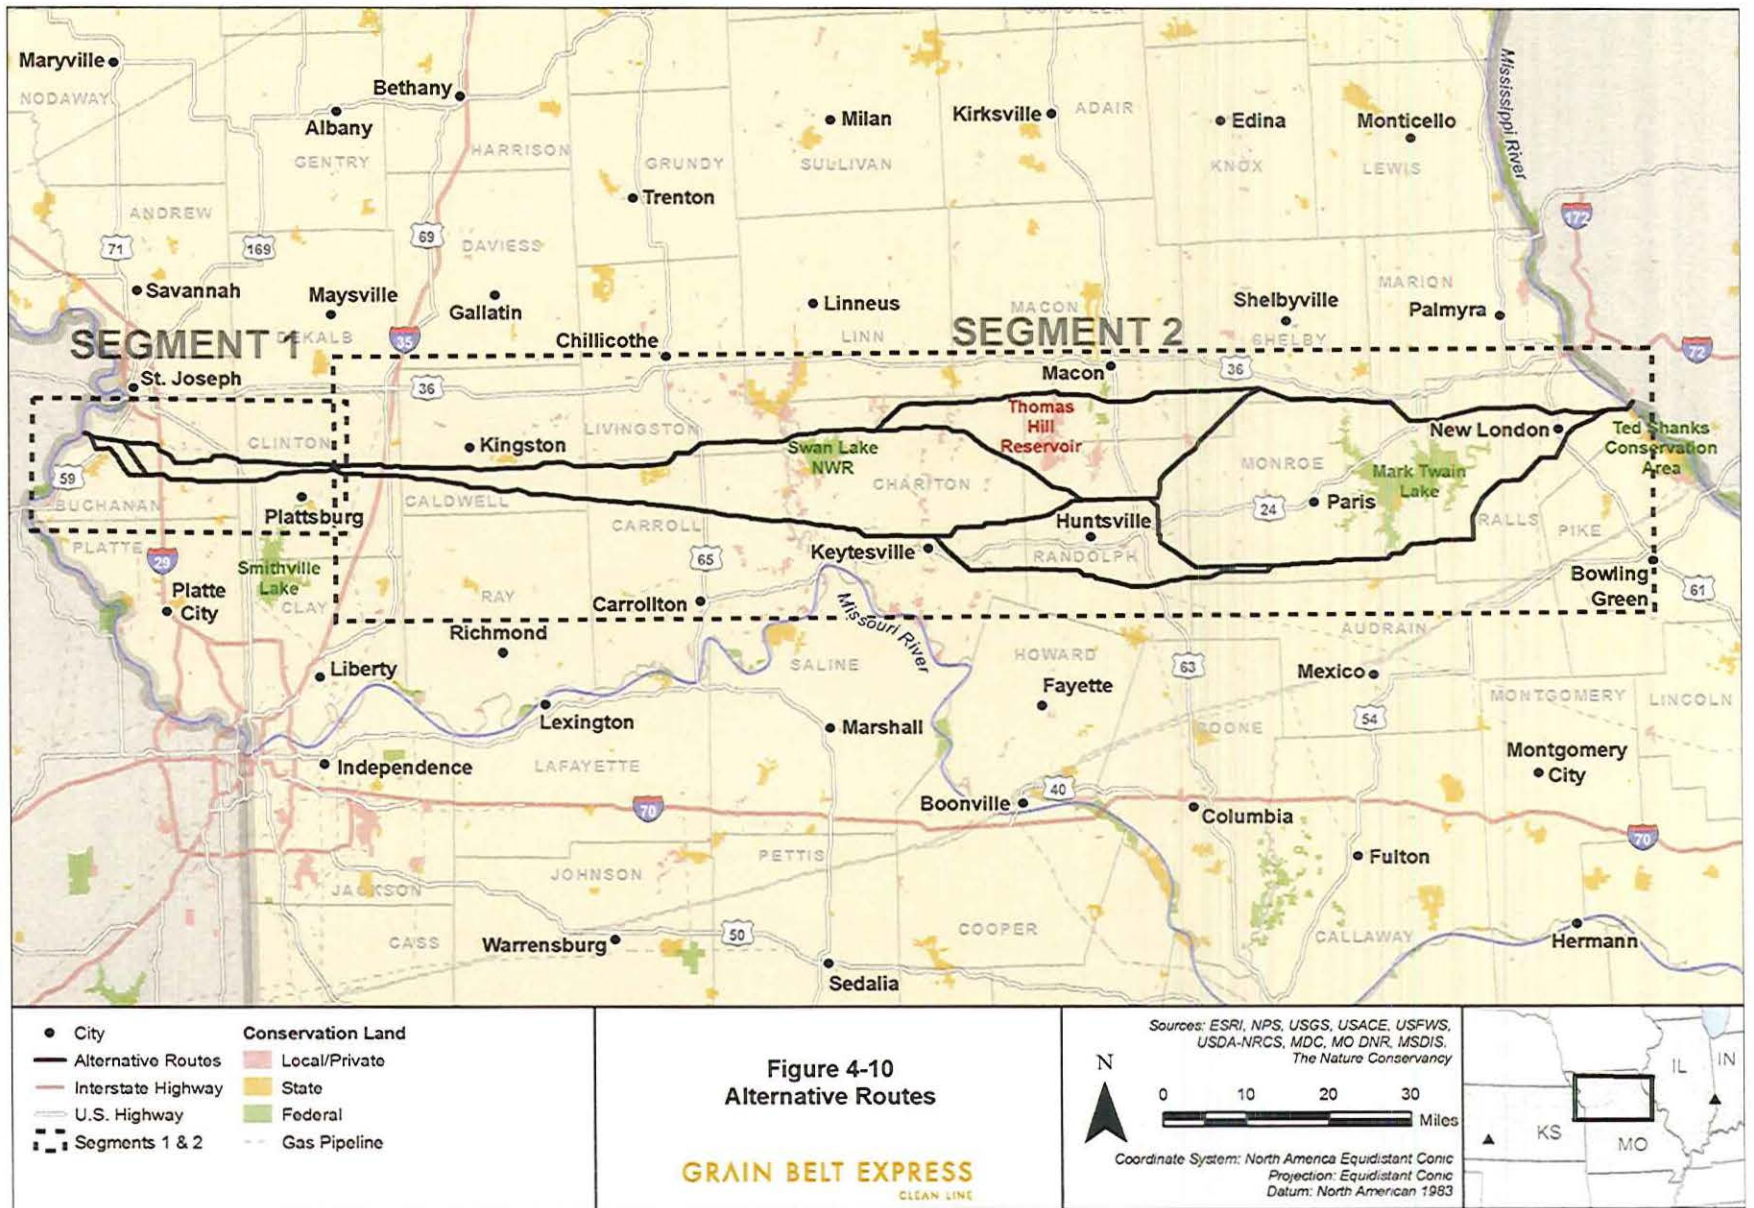 Mississippi River
Maryville
NODAWAY
Bethany
Albany
GENTRY
HARRISON
GRUNDY
Trenton
Milan
SULLIVAN
Kirksville
ADAIR
Edina
KNOX
Monticello
LEWIS
172
ANDREW
71
169
69
DAVIESS
Savannah
Maysville
Gallatin
DEKALB
35
Chillicothe
Linneus
LINN
MACON
SEGMENT 1
SEGMENT 2
Shelbyville
SHELBY
MARION
Palmyra
72
St. Joseph
36
Macon
36
Kingston
LIVINGSTON
CLINTON
Swan Lake
NWR
Thomas
Hill
Reservoir
CHARITON
New London
Ted Shanks
Conservation
Area
MONROE
Mark Twain
Lake
59
BUCHANAN
Plattsburg
CALDWELL
CARROLL
Huntsville
24
Paris
RALLS
PIKE
PLATTE
29
Smithville
Lake
Platte
City
CLAY
RAY
65
Carrollton
Keytesville
RANDOLPH
Bowling
Green
61
Missouri River
Richmond
Liberty
SALINE
HOWARD
Fayette
63
AUDRAIN
Mexico
MONTGOMERY
LINCOLN
Lexington
Marshall
BOONE
54
Independence
LAFAYETTE
Montgomery
City
70
Boonville
40
Columbia
70
PETTIS
Fulton
JACKSON
JOHNSON
CASS
Warrensburg
50
COOPER
CALLAWAY
Hermann
Sedalia
City
Alternative Routes
Interstate Highway
U.S. Highway
Segments 1 & 2
Conservation Land
Local/Private
State
Federal
Gas Pipeline
Figure 4-10
Alternative Routes
GRAIN BELT EXPRESS
CLEAN LINE
Sources: ESRI, NPS, USGS, USACE, USFWS,
USDA-NRCS, MDC, MO DNR, MSDIS,
The Nature Conservancy
N
0 10 20 30
Miles
Coordinate System: North America Equidistant Conic
Projection: Equidistant Conic
Datum: North American 1983
IL
IN
KS
MO